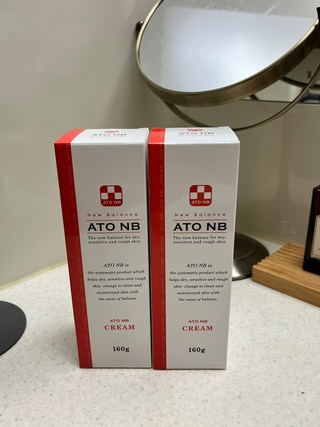 ATO NB
New Balance
ATO NB
The new balance for dry,
sensitive and rough skin
ATO NB is
the systematic product which
helps dry, sensitive and rough
skin change to clean and
moisturized skin with
the sense of balance.
ATO NB
CREAM
160g
ATO NB
New Balance
ATO NB
The new balance for dry,
sensitive and rough skin
ATO NB is
the systematic product which
helps dry, sensitive and rough
skin change to clean and
moisturized skin with
the sense of balance.
ATO NB
CREAM
160g